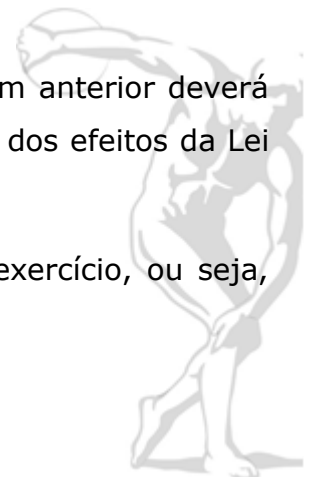 m anterior deverá
dos efeitos da Lei
exercício, ou seja,